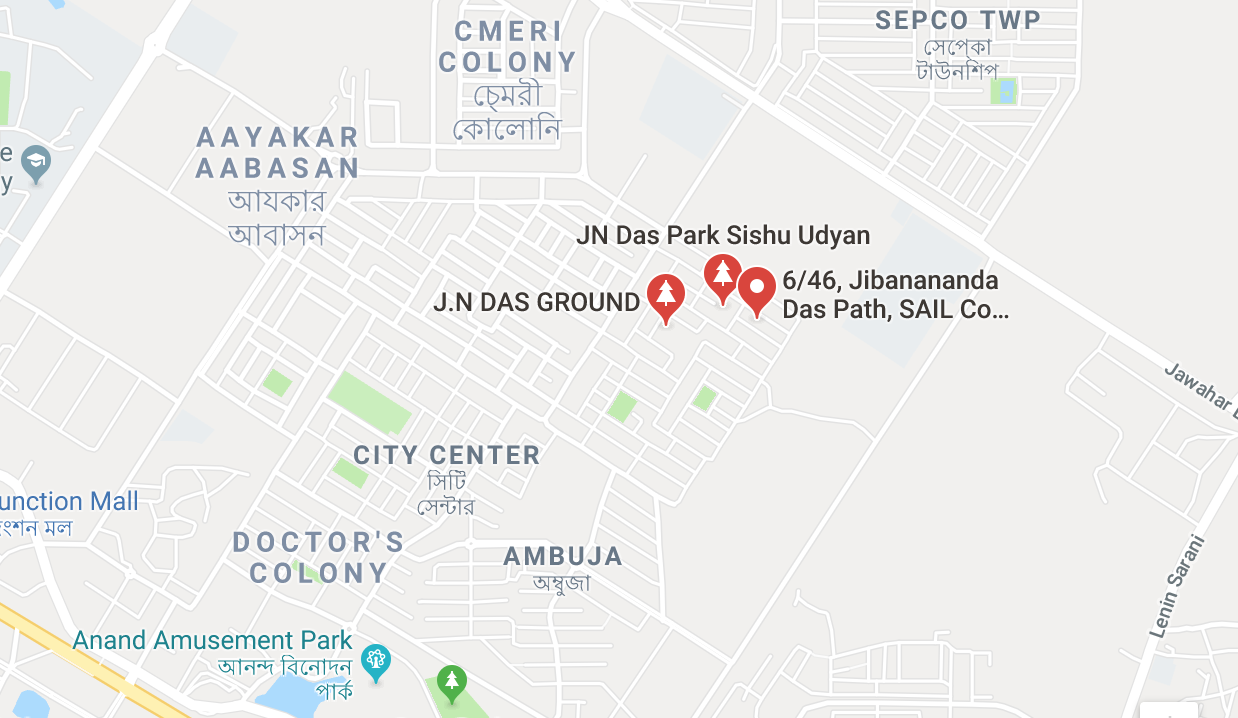 SEPCO TWP
সেপেকা
টাউনশিপ
CMERI
COLONY
চেমেরী
কোলোনি
AAYAKAR
AABASAN
আযকার
আবাসন
e
y
JN Das Park Sishu Udyan
J.N DAS GROUND
6/46, Jibanananda
Das Path, SAIL Co...
Jawahar
CITY CENTER
সিটি
সেন্টার
unction Mall
ংশন মল
DOCTOR'S
COLONY
AMBUJA
অম্বুজা
Lenin Sarani
Anand Amusement Park
আনন্দ বিনোদন
পার্ক